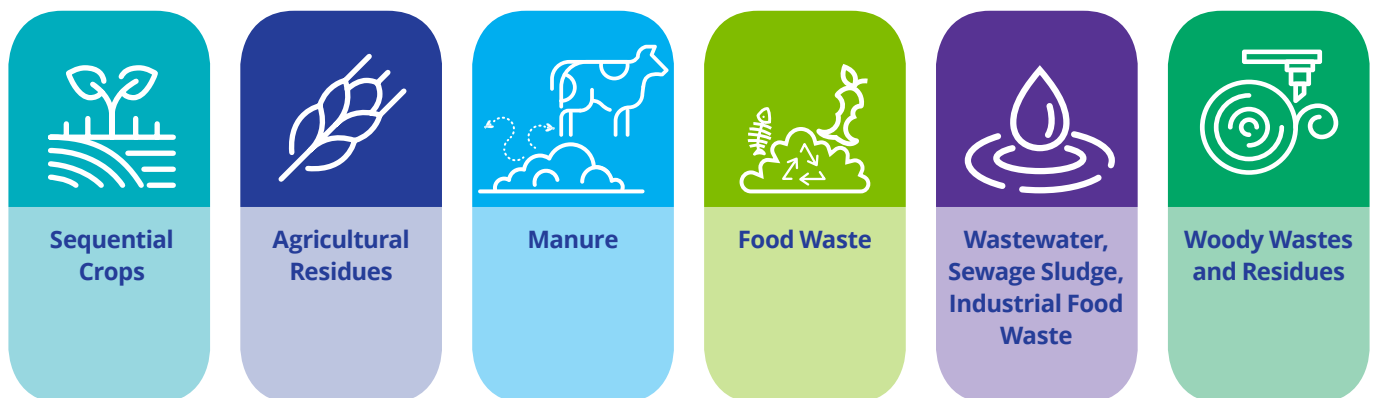 Sequential
Crops
Agricultural
Residues
Manure
Food Waste
Wastewater,
Sewage Sludge,
Industrial Food
Waste
Woody Wastes
and Residues